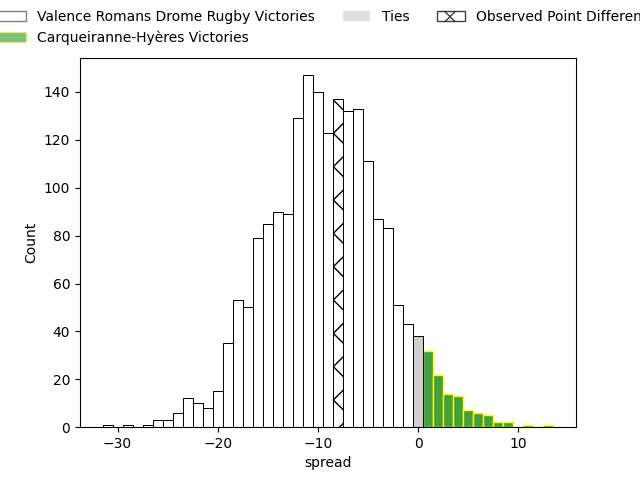 Valence Romans Drome Rugby Victories
Ties
Observed Point Differen
Carqueiranne-Hyères Victories
140
120
100
80
60
40
20
0
Count
−30 −20 −10 0 10
spread